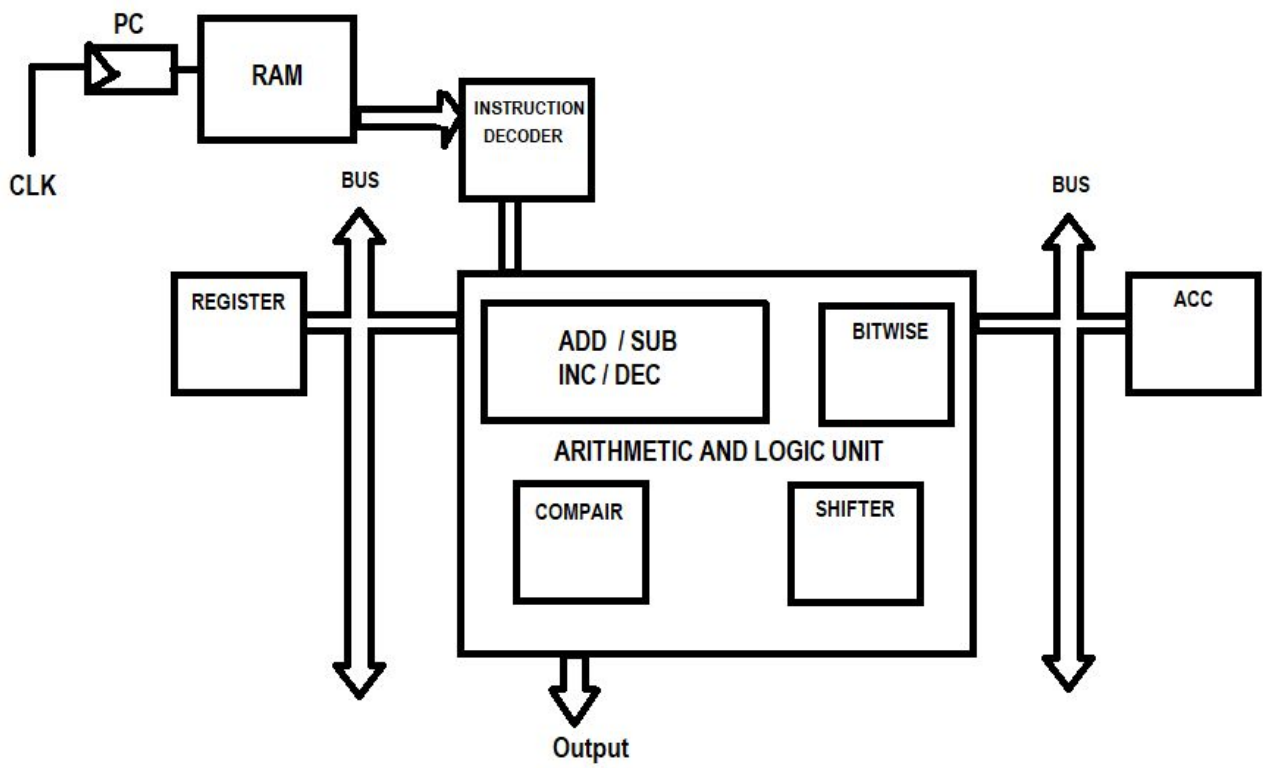 PC
RAM
INSTRUCTION
DECODER
CLK
BUS
BUS
REGISTER
ACC
ADD / SUB
INC / DEC
BITWISE
ARITHMETIC AND LOGIC UNIT
COMPAIR
SHIFTER
Output